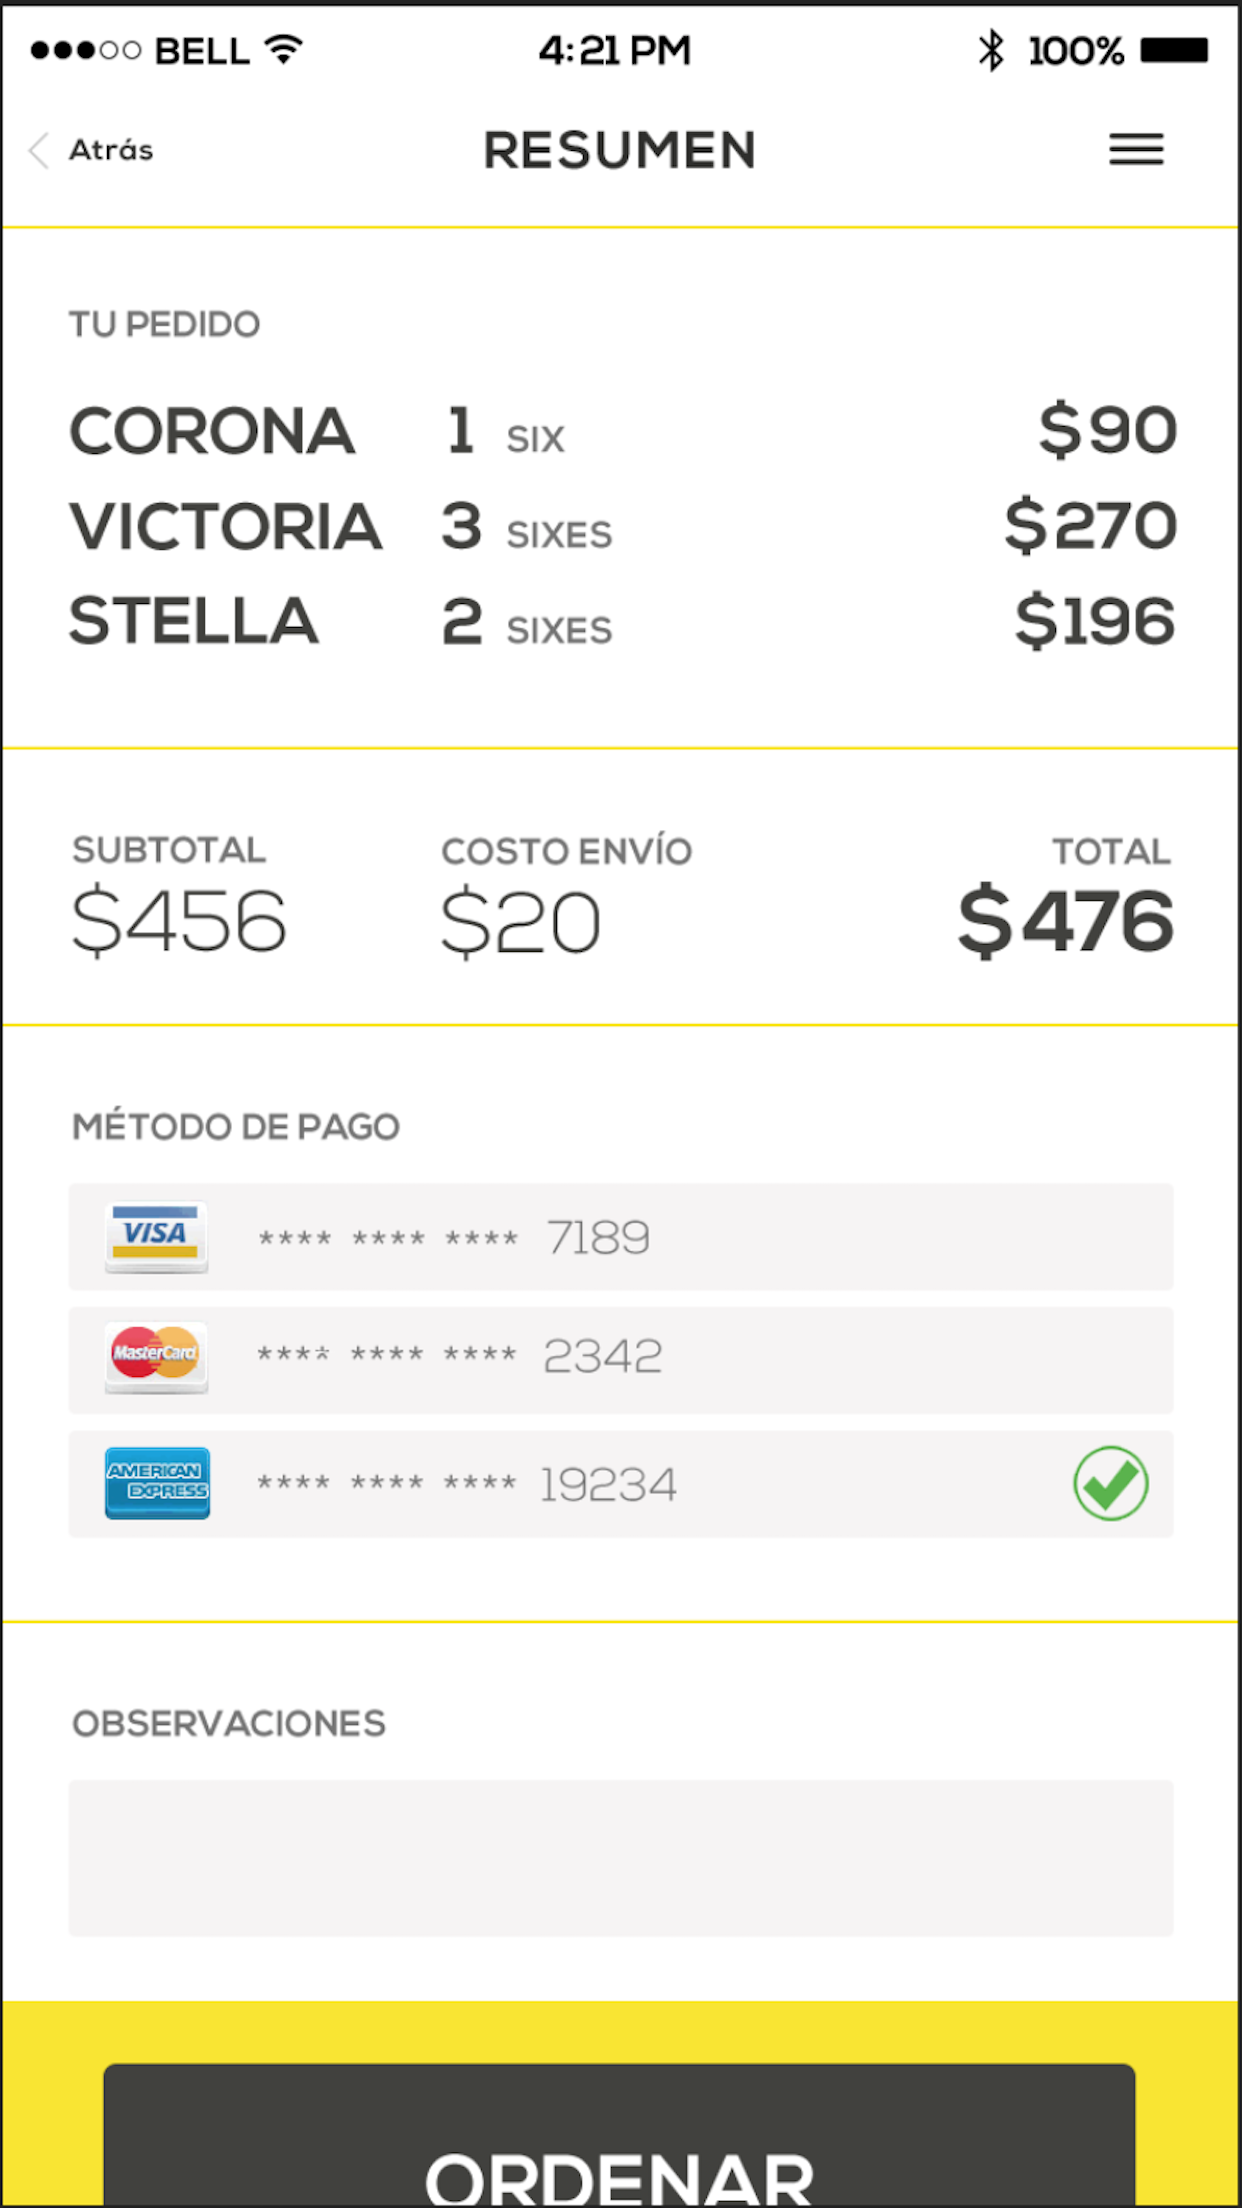 BELL 4:21 PM 100%
Atrás RESUMEN
TU PEDIDO
CORONA 1 SIX $90
VICTORIA 3 SIXES $270
STELLA 2 SIXES $196
SUBTOTAL COSTO ENVÍO TOTAL
$456 $20 $476
MÉTODO DE PAGO
VISA **** **** **** 7189
MasterCard **** **** **** 2342
AMERICAN EXPRESS **** **** **** 19234
OBSERVACIONES
ORDENAR